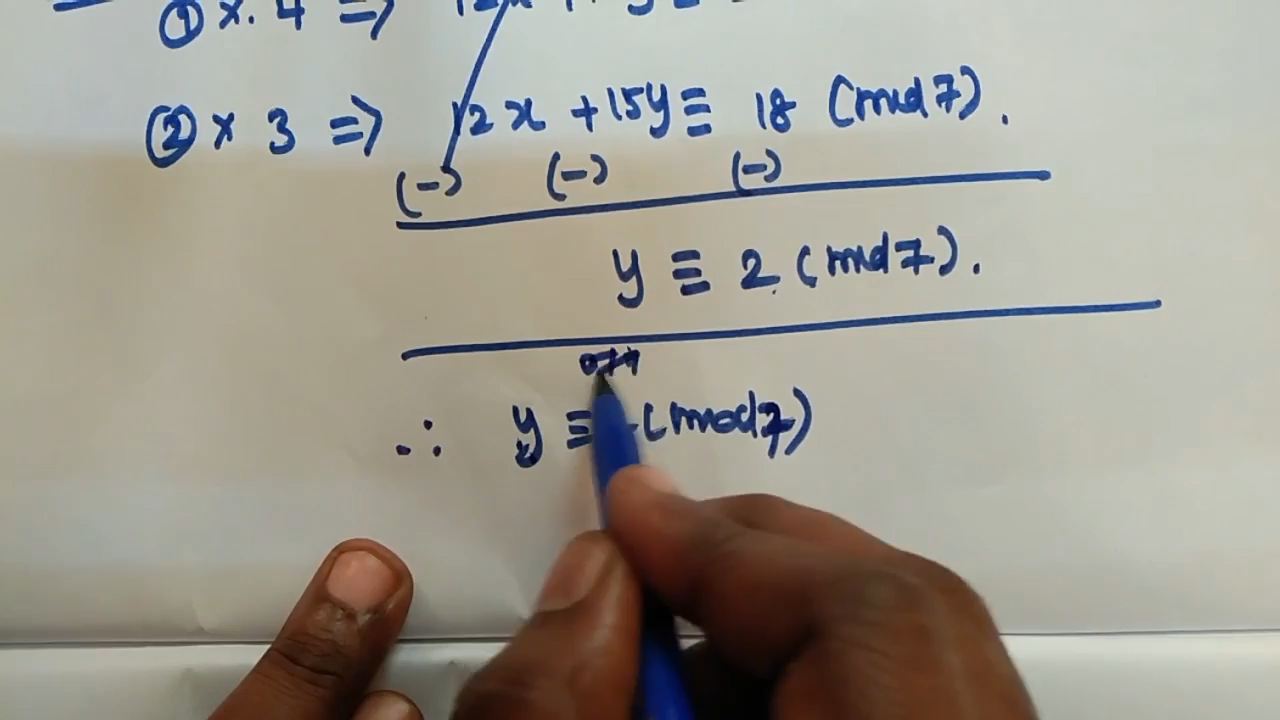 ① x. 4 =>
② x 3 => 12x + 15y ≡ 18 (mod 7).
(-) (-) (-)
y ≡ 2 (mod 7).
∴ y ≡ (mod 7)